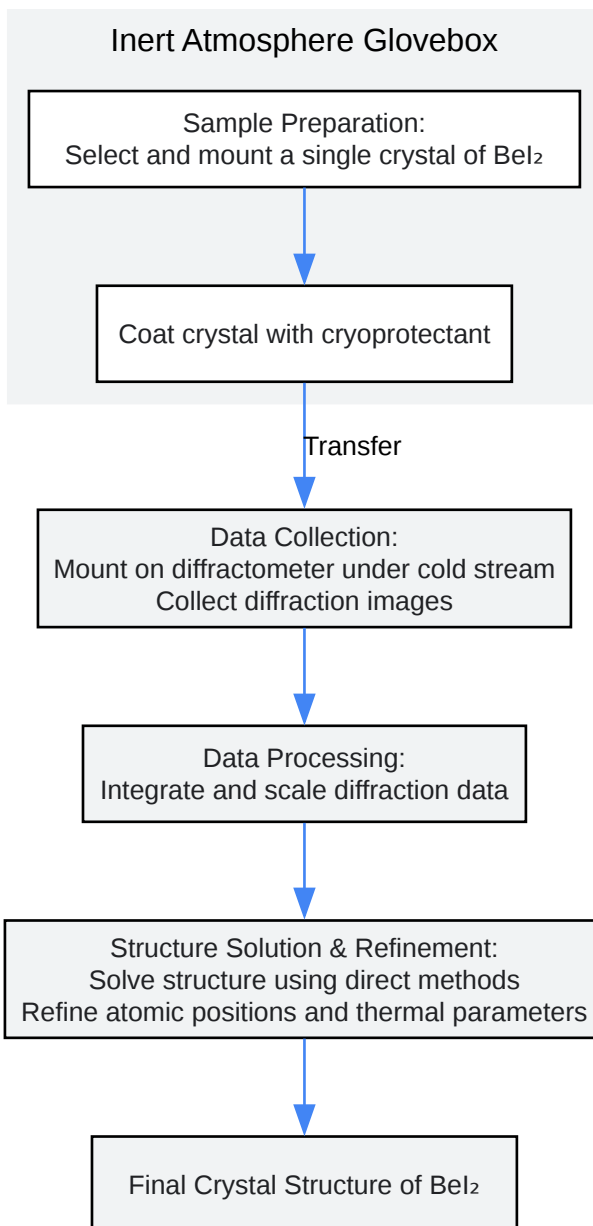 Inert Atmosphere Glovebox
Sample Preparation:
Select and mount a single crystal of BeI₂
Coat crystal with cryoprotectant
Transfer
Data Collection:
Mount on diffractometer under cold stream
Collect diffraction images
Data Processing:
Integrate and scale diffraction data
Structure Solution & Refinement:
Solve structure using direct methods
Refine atomic positions and thermal parameters
Final Crystal Structure of BeI₂